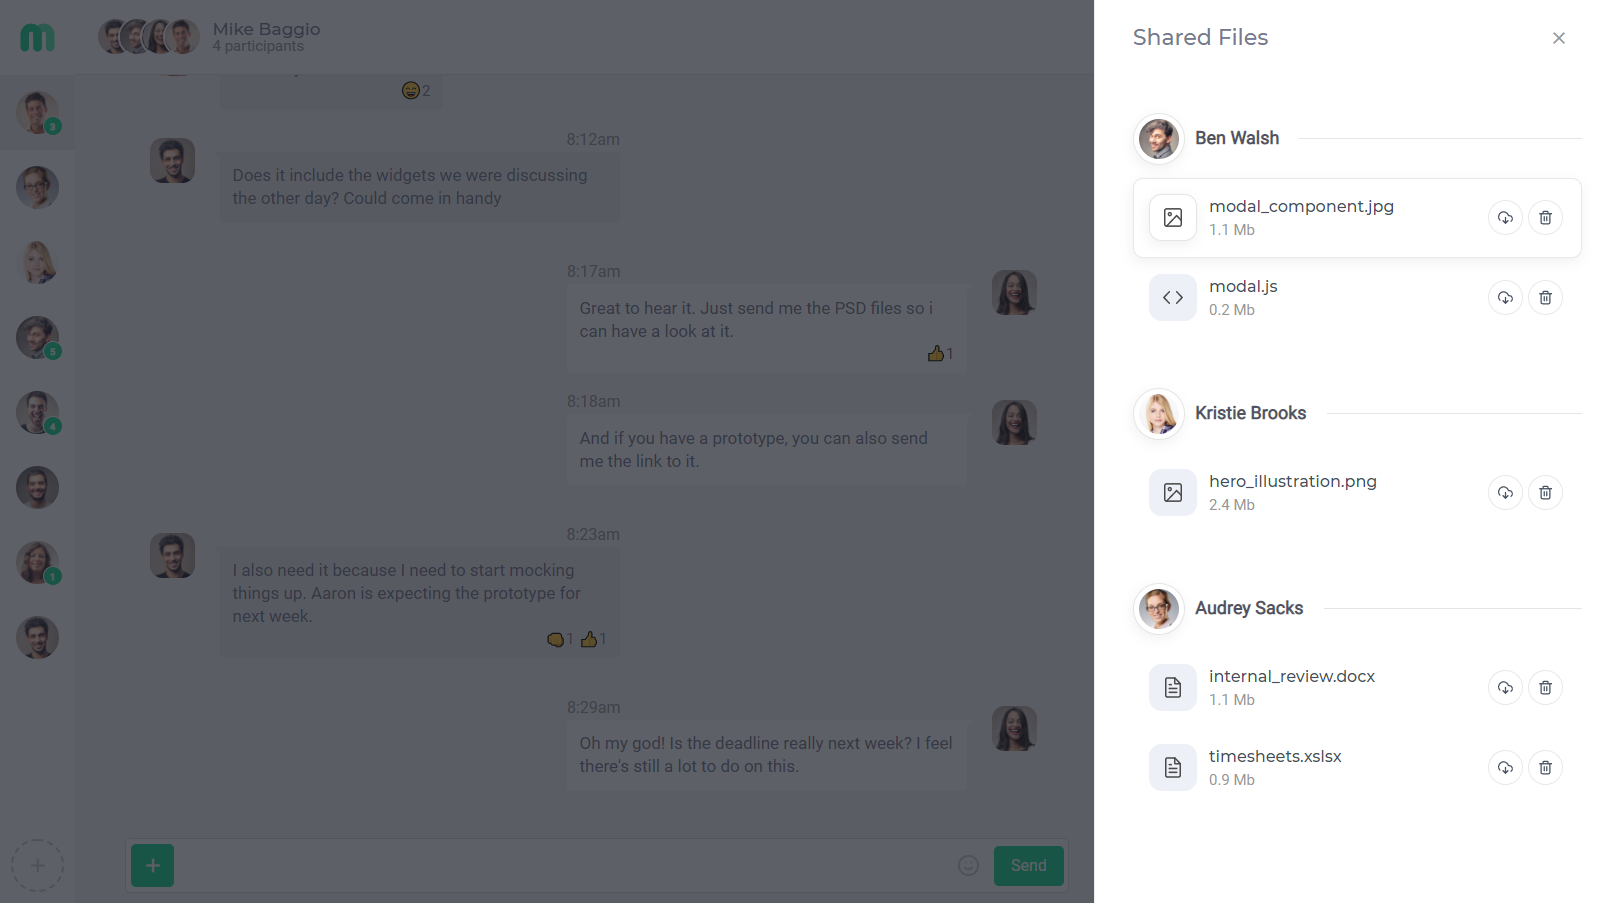 m
Mike Baggio
4 participants
3
5
4
1
2
8:12am
Does it include the widgets we were discussing
the other day? Could come in handy
8:17am
Great to hear it. Just send me the PSD files so i
can have a look at it.
1
8:18am
And if you have a prototype, you can also send
me the link to it.
8:23am
I also need it because I need to start mocking
things up. Aaron is expecting the prototype for
next week.
1 1
8:29am
Oh my god! Is the deadline really next week? I feel
there's still a lot to do on this.
Send
Shared Files
Ben Walsh
modal_component.jpg
1.1 Mb
modal.js
0.2 Mb
Kristie Brooks
hero_illustration.png
2.4 Mb
Audrey Sacks
internal_review.docx
1.1 Mb
timesheets.xslsx
0.9 Mb